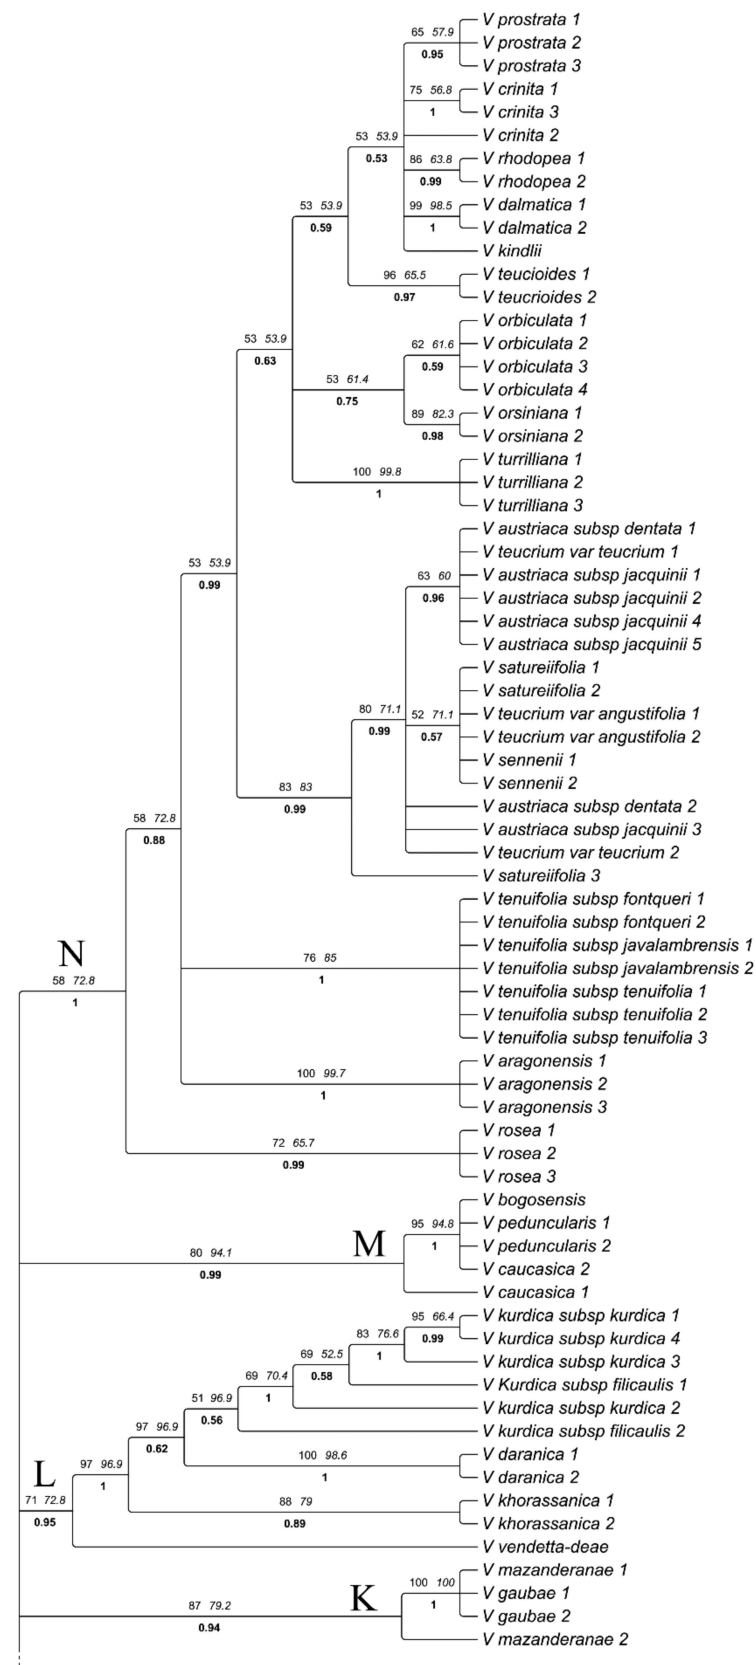 V prostrata 1
65 57.9
V prostrata 2
0.95
V prostrata 3
75 56.8
V crinita 1
1
V crinita 3
53 53.9
V crinita 2
0.53
86 63.8
V rhodopea 1
0.99
V rhodopea 2
53 53.9
99 98.5
V dalmatica 1
0.59
1
V dalmatica 2
V kindlii
96 65.5
V teucioides 1
0.97
V teucrioides 2
V orbiculata 1
53 53.9
62 61.6
V orbiculata 2
0.63
0.59
V orbiculata 3
53 61.4
V orbiculata 4
0.75
89 82.3
V orsiniana 1
0.98
V orsiniana 2
V turrilliana 1
100 99.8
V turrilliana 2
1
V turrilliana 3
V austriaca subsp dentata 1
V teucrium var teucrium 1
53 53.9
63 60
V austriaca subsp jacquinii 1
0.99
0.96
V austriaca subsp jacquinii 2
V austriaca subsp jacquinii 4
V austriaca subsp jacquinii 5
V satureiifolia 1
V satureiifolia 2
80 71.1
52 71.1
V teucrium var angustifolia 1
0.99
0.57
V teucrium var angustifolia 2
V sennenii 1
83 83
V sennenii 2
0.99
V austriaca subsp dentata 2
58 72.8
V austriaca subsp jacquinii 3
0.88
V teucrium var teucrium 2
V satureiifolia 3
V tenuifolia subsp fontqueri 1
V tenuifolia subsp fontqueri 2
N
V tenuifolia subsp javalambrensis 1
76 85
V tenuifolia subsp javalambrensis 2
58 72.8
1
V tenuifolia subsp tenuifolia 1
1
V tenuifolia subsp tenuifolia 2
V tenuifolia subsp tenuifolia 3
V aragonensis 1
100 99.7
V aragonensis 2
1
V aragonensis 3
V rosea 1
72 65.7
V rosea 2
0.99
V rosea 3
V bogosensis
M
95 94.8
V peduncularis 1
1
V peduncularis 2
80 94.1
V caucasica 2
0.99
V caucasica 1
95 66.4
V kurdica subsp kurdica 1
83 76.6
0.99
V kurdica subsp kurdica 4
69 52.5
1
V kurdica subsp kurdica 3
69 70.4
0.58
V Kurdica subsp filicaulis 1
51 96.9
1
V kurdica subsp kurdica 2
97 96.9
0.56
V kurdica subsp filicaulis 2
0.62
100 98.6
V daranica 1
L
97 96.9
1
V daranica 2
1
71 72.8
88 79
V khorassanica 1
0.95
0.89
V khorassanica 2
V vendetta-deae
V mazanderanae 1
K
100 100
V gaubae 1
87 79.2
1
V gaubae 2
0.94
V mazanderanae 2